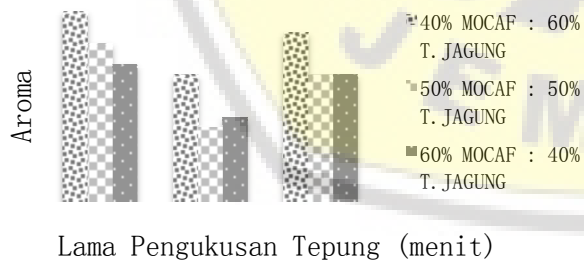 Aroma
40% MOCAF : 60%
T.JAGUNG
50% MOCAF : 50%
T.JAGUNG
60% MOCAF : 40%
T.JAGUNG
Lama Pengukusan Tepung (menit)